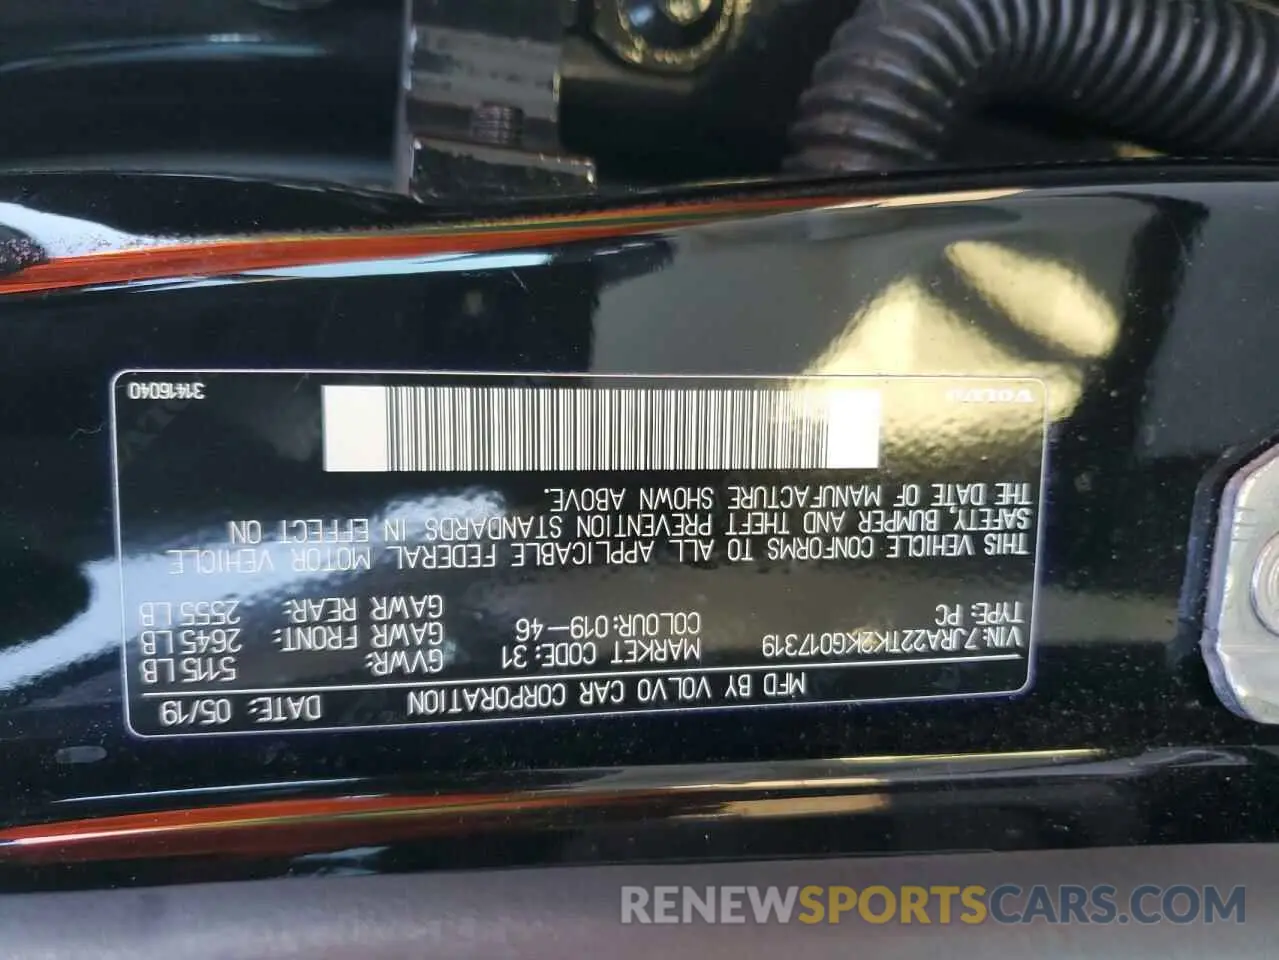 MFD BY VOLVO CAR CORPORATION DATE: 05/19
VIN: 7JRA22TK2KG017319 MARKET CODE: 31 GVWR: 5115 LB
TYPE: PC COLOUR: 019-46 GAWR FRONT: 2645 LB
GAWR REAR: 2555 LB
THIS VEHICLE CONFORMS TO ALL APPLICABLE FEDERAL MOTOR VEHICLE
SAFETY, BUMPER AND THEFT PREVENTION STANDARDS IN EFFECT ON
THE DATE OF MANUFACTURE SHOWN ABOVE.
VOLVO 31416040
RENEWSPORTSCARS.COM